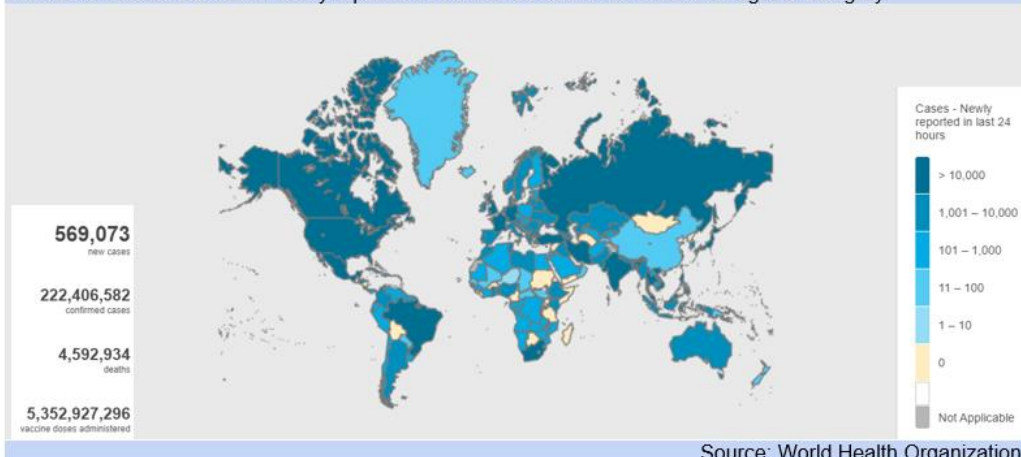 569,073
new cases
222,406,582
confirmed cases
4,592,934
deaths
5,352,927,296
vaccine doses administered
Cases - Newly
reported in last 24
hours
> 10,000
1,001 – 10,000
101 – 1,000
11 – 100
1 – 10
0
Not Applicable
Source: World Health Organization